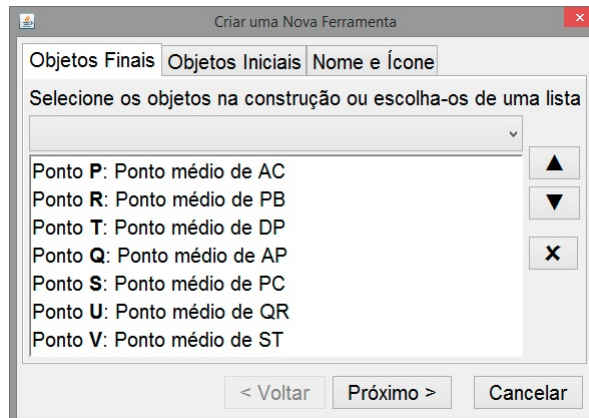 Criar uma Nova Ferramenta
Objetos Finais Objetos Iniciais Nome e Ícone
Selecione os objetos na construção ou escolha-os de uma lista
Ponto P: Ponto médio de AC
Ponto R: Ponto médio de PB
Ponto T: Ponto médio de DP
Ponto Q: Ponto médio de AP
Ponto S: Ponto médio de PC
Ponto U: Ponto médio de QR
Ponto V: Ponto médio de ST
< Voltar Próximo > Cancelar